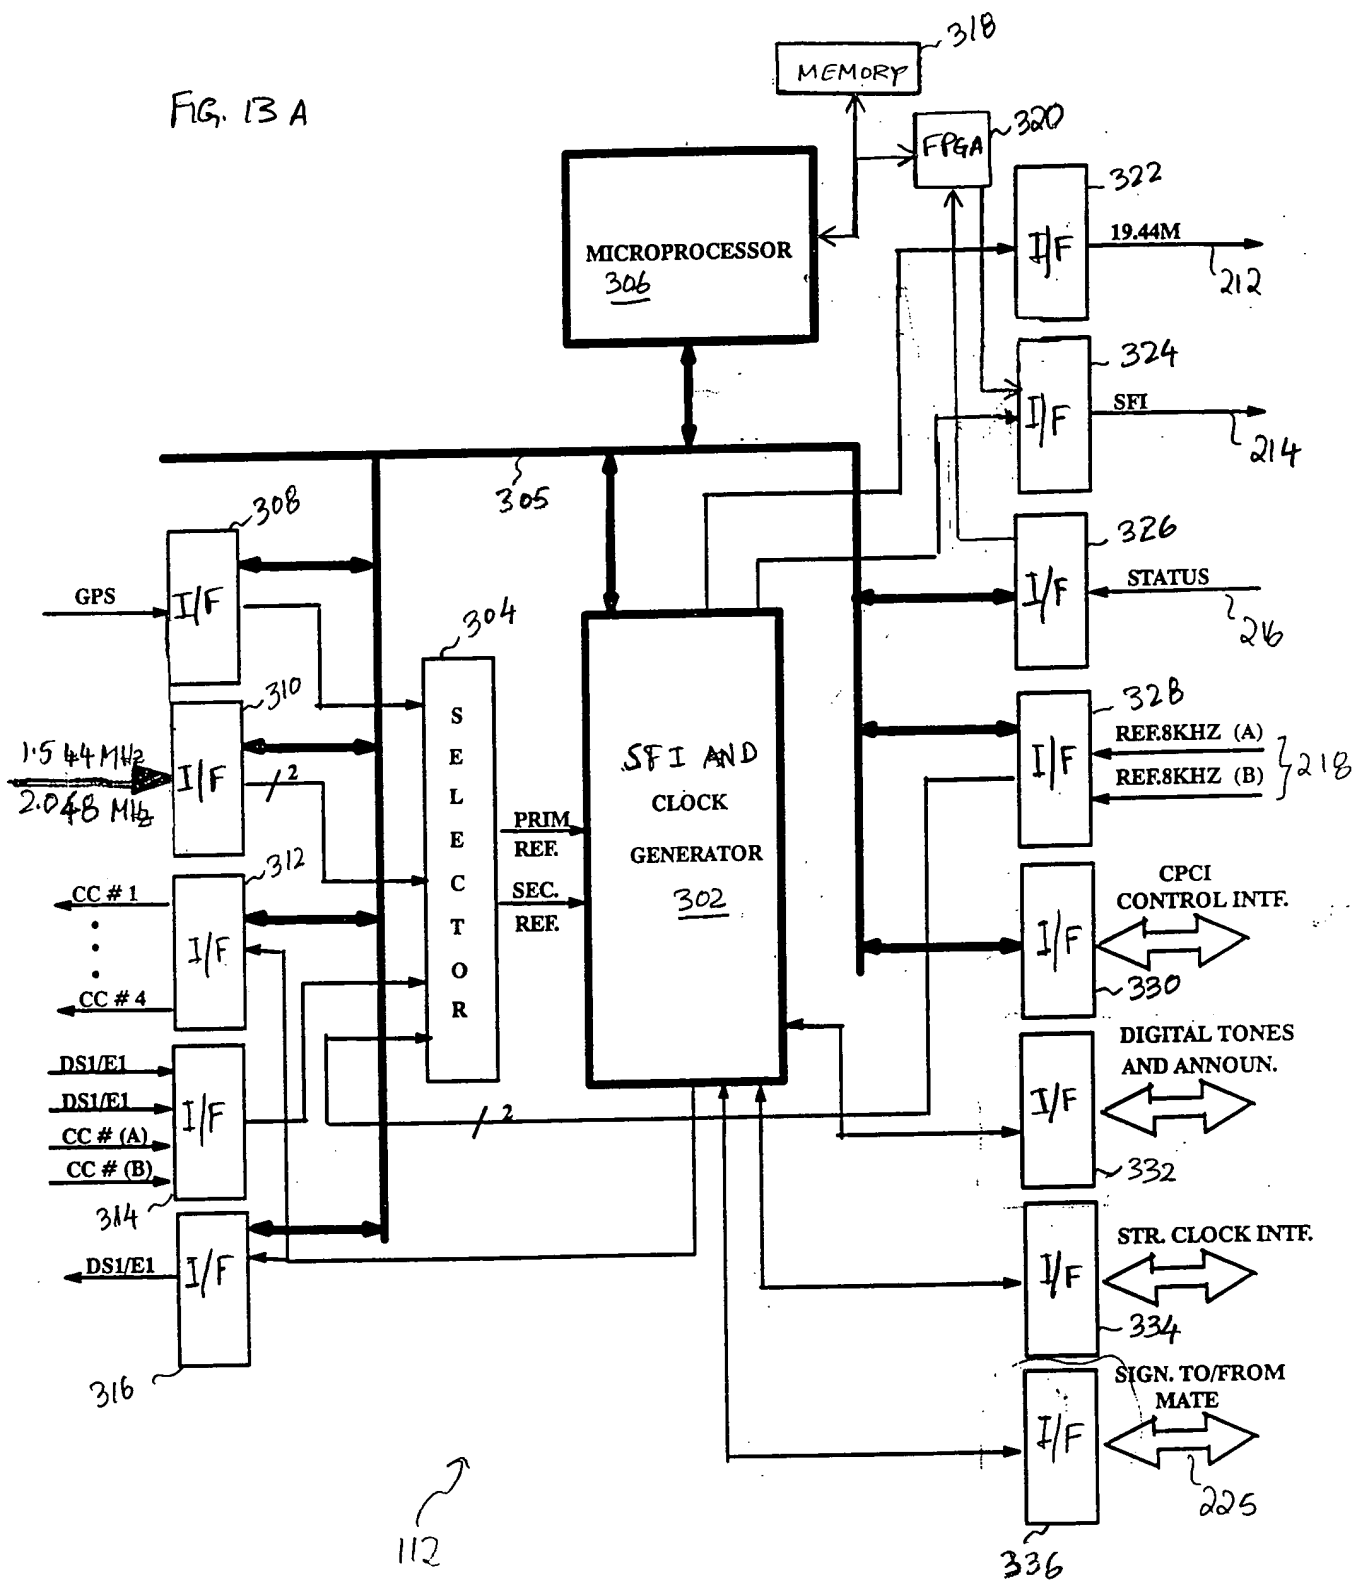 FIG. 13 A
318
MEMORY
320
FPGA
322
MICROPROCESSOR
306
I/F
19.44M
212
324
I/F
SFI
214
305
308
326
GPS
I/F
I/F
STATUS
216
304
310
328
1.544 MHz
2.048 MHz
I/F
2
SELECTOR
SFI AND
CLOCK
GENERATOR
302
I/F
REF.8KHZ (A)
REF.8KHZ (B)
218
PRIM
REF.
SEC.
REF.
312
CC # 1
I/F
CC # 4
I/F
CPCI
CONTROL INTF.
330
DS1/E1
DS1/E1
CC # (A)
CC # (B)
I/F
314
2
I/F
DIGITAL TONES
AND ANNOUN.
332
DS1/E1
I/F
316
I/F
STR. CLOCK INTF.
334
I/F
SIGN. TO/FROM
MATE
225
336
112